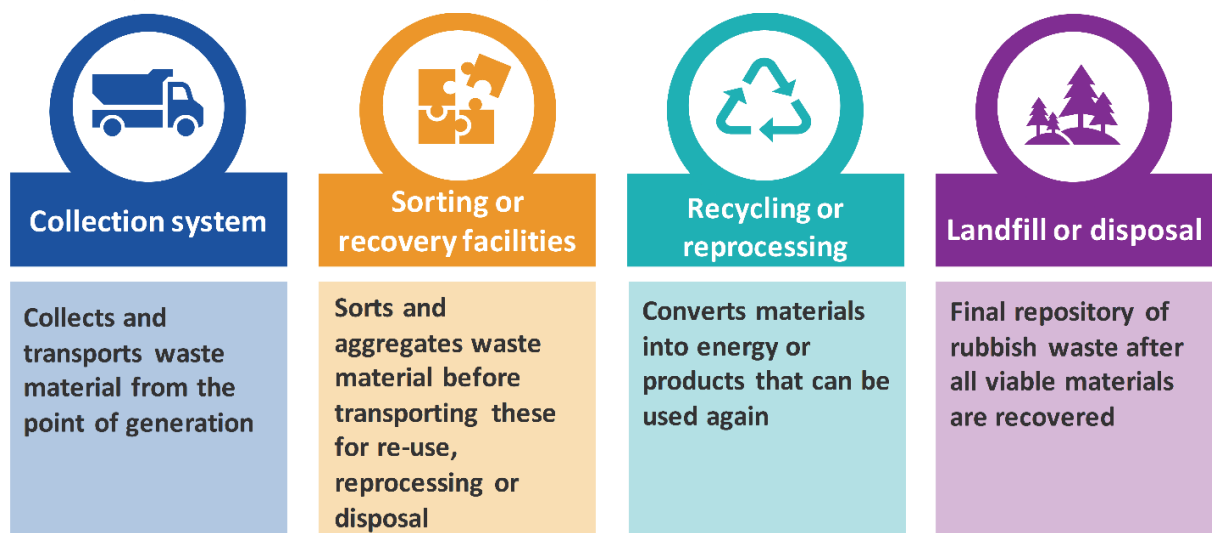 Collection system
Collects and
transports waste
material from the
point of generation
Sorting or
recovery facilities
Sorts and
aggregates waste
material before
transporting these
for re-use,
reprocessing or
disposal
Recycling or
reprocessing
Converts materials
into energy or
products that can be
used again
Landfill or disposal
Final repository of
rubbish waste after
all viable materials
are recovered